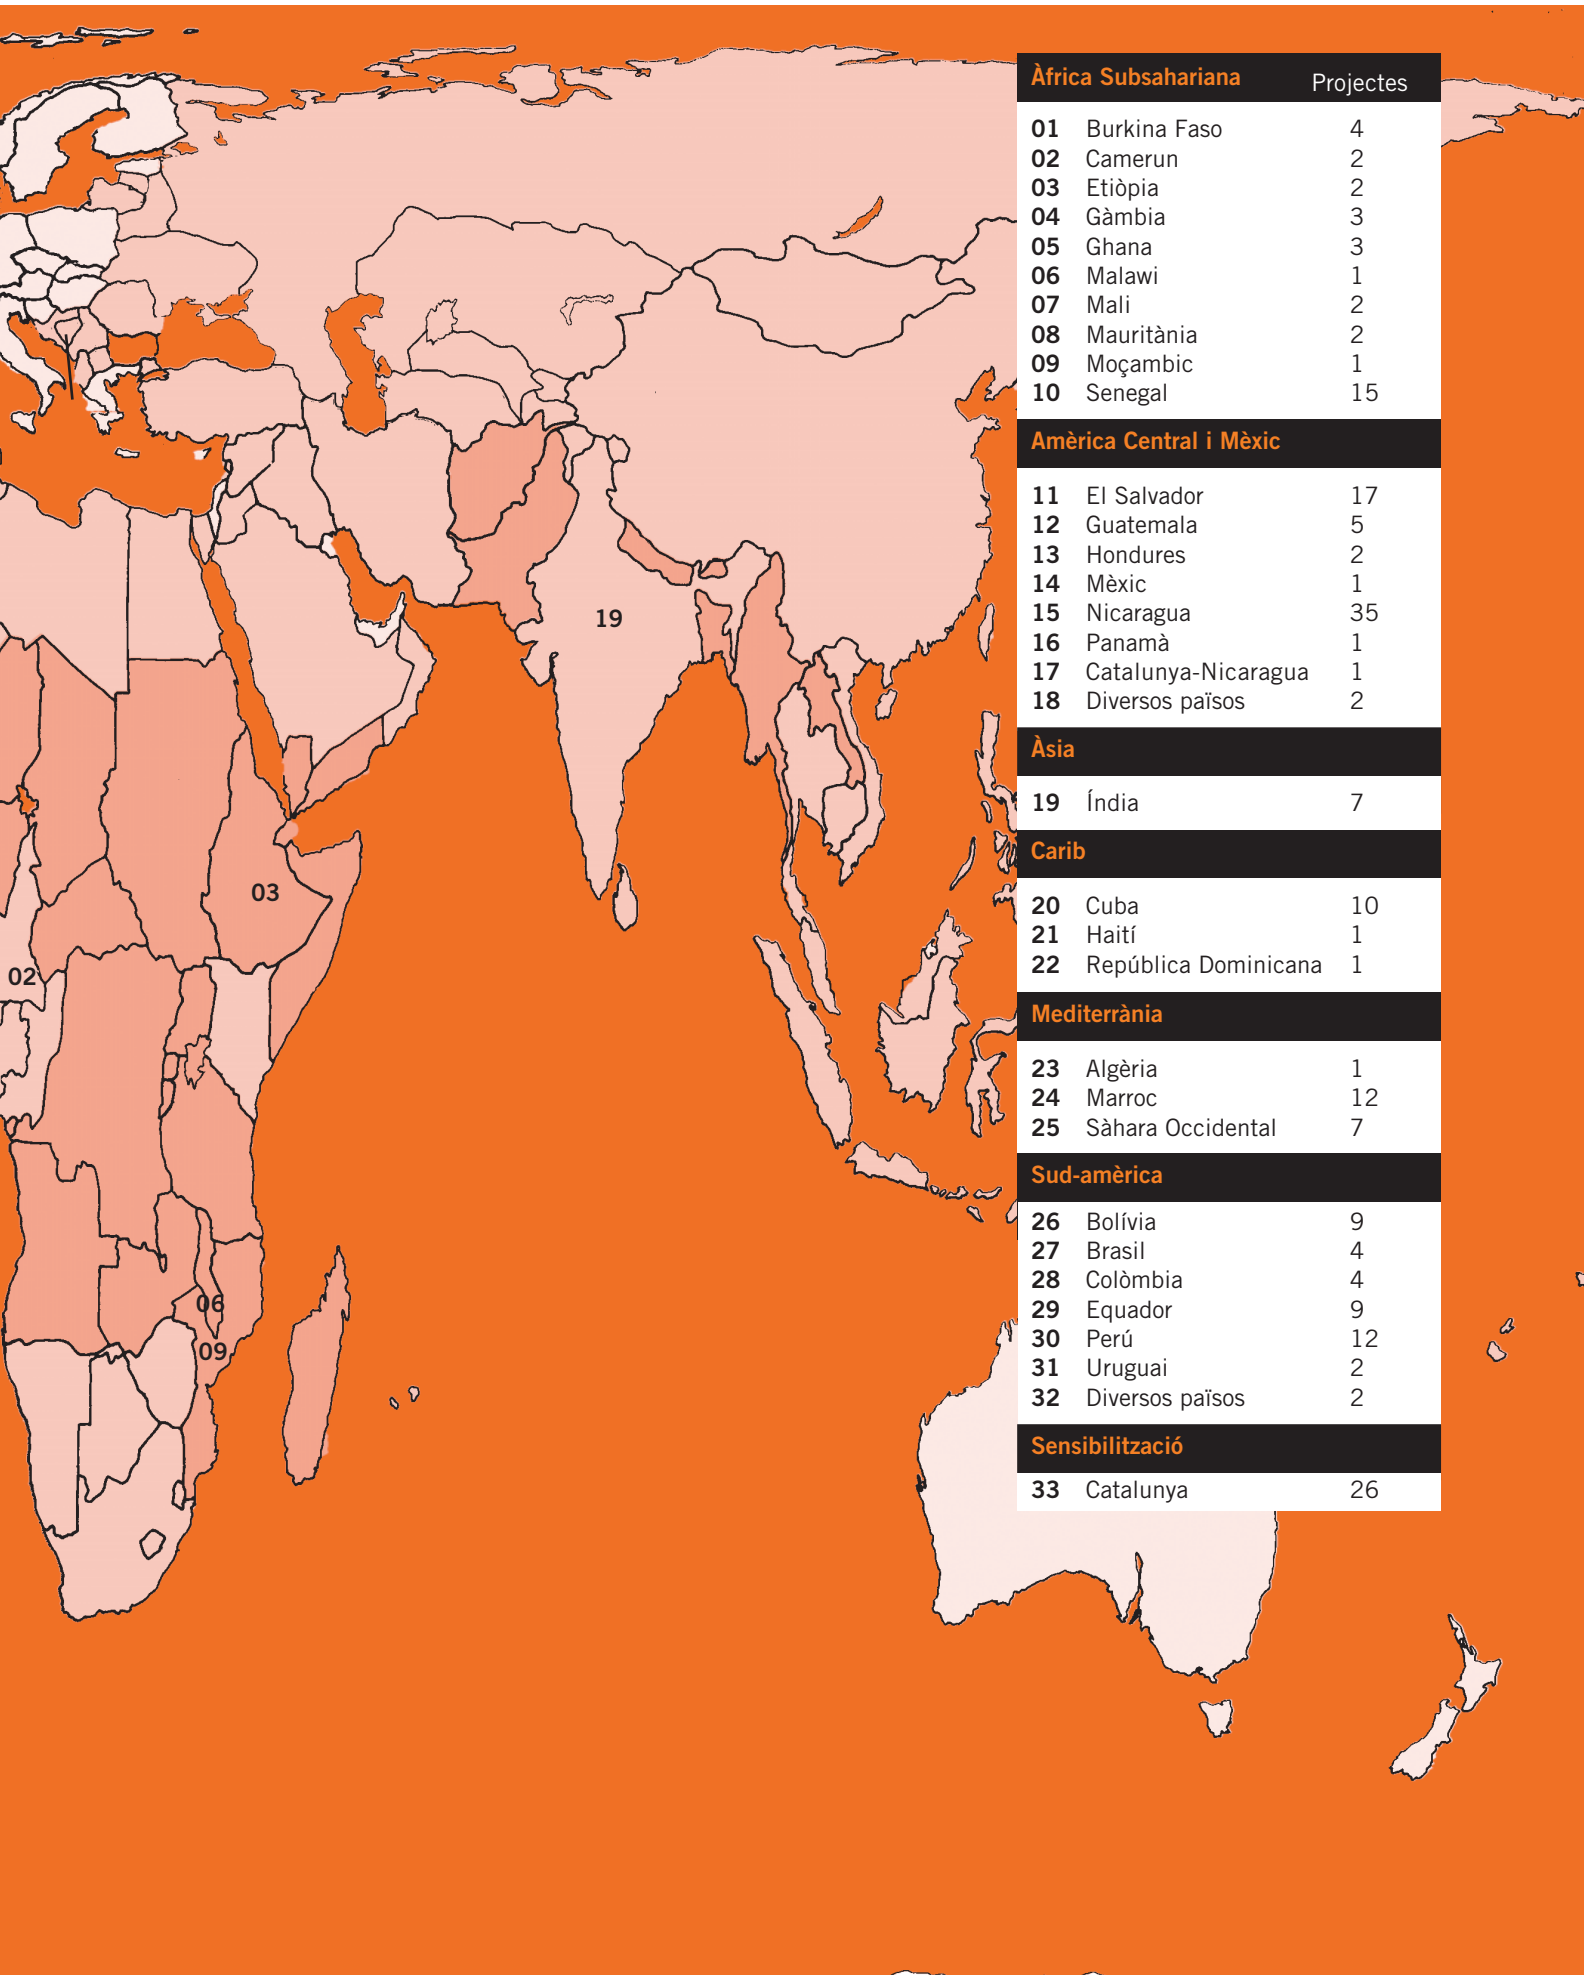 Àfrica Subsahariana Projectes
01 Burkina Faso 4
02 Camerun 2
03 Etiòpia 2
04 Gàmbia 3
05 Ghana 3
06 Malawi 1
07 Mali 2
08 Mauritània 2
09 Moçambic 1
10 Senegal 15
Amèrica Central i Mèxic
11 El Salvador 17
12 Guatemala 5
13 Hondures 2
14 Mèxic 1
15 Nicaragua 35
16 Panamà 1
17 Catalunya-Nicaragua 1
18 Diversos països 2
Àsia
19 Índia 7
Carib
20 Cuba 10
21 Haití 1
22 República Dominicana 1
Mediterrània
23 Algèria 1
24 Marroc 12
25 Sàhara Occidental 7
Sud-amèrica
26 Bolívia 9
27 Brasil 4
28 Colòmbia 4
29 Equador 9
30 Perú 12
31 Uruguai 2
32 Diversos països 2
Sensibilització
33 Catalunya 26
19
03
02
06
09